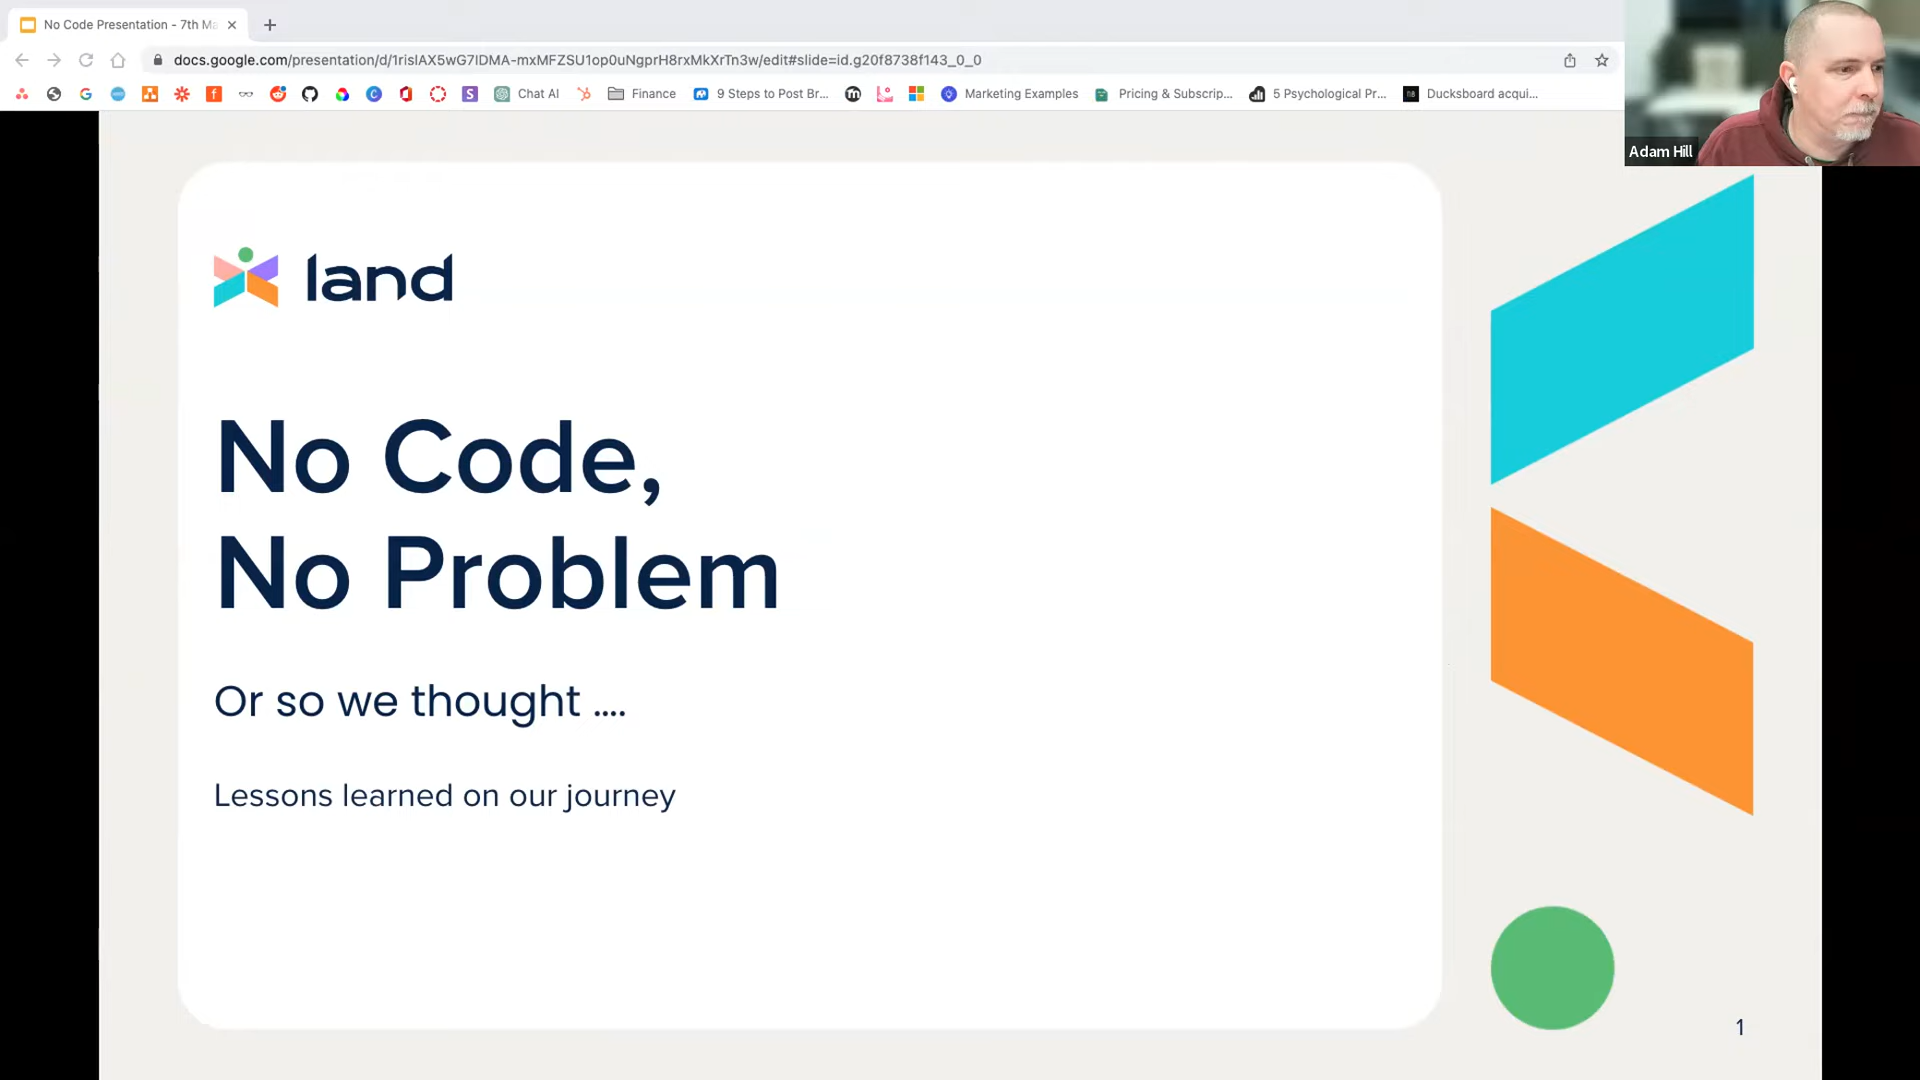 No Code Presentation - 7th Ma
docs.google.com/presentation/d/1rislAX5wG7lDMA-mxMFZSU1op0uNgprH8rxMkXrTn3w/edit#slide=id.g20f8738f143_0_0
Chat AI
Finance
9 Steps to Post Br...
Marketing Examples
Pricing & Subscrip...
5 Psychological Pr...
Ducksboard acqui...
Adam Hill
land
No Code,
No Problem
Or so we thought ....
Lessons learned on our journey
1